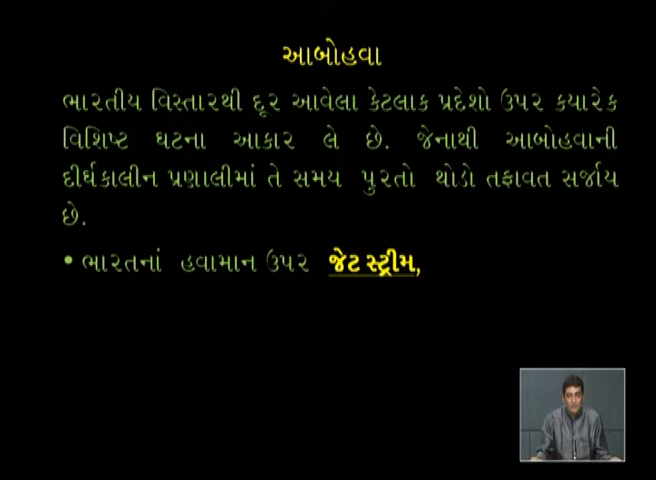 આબોહવા
ભારતીય વિસ્તારથી દૂર આવેલા કેટલાક પ્રદેશો ઉપર કયારેક
વિશિષ્ટ ઘટના આકાર લે છે. જેનાથી આબોહવાની
દીર્ઘકાલીન પ્રણાલીમાં તે સમય પુરતો થોડો તફાવત સર્જાય
છે.
• ભારતનાં હવામાન ઉપર જેટ સ્ટ્રીમ,